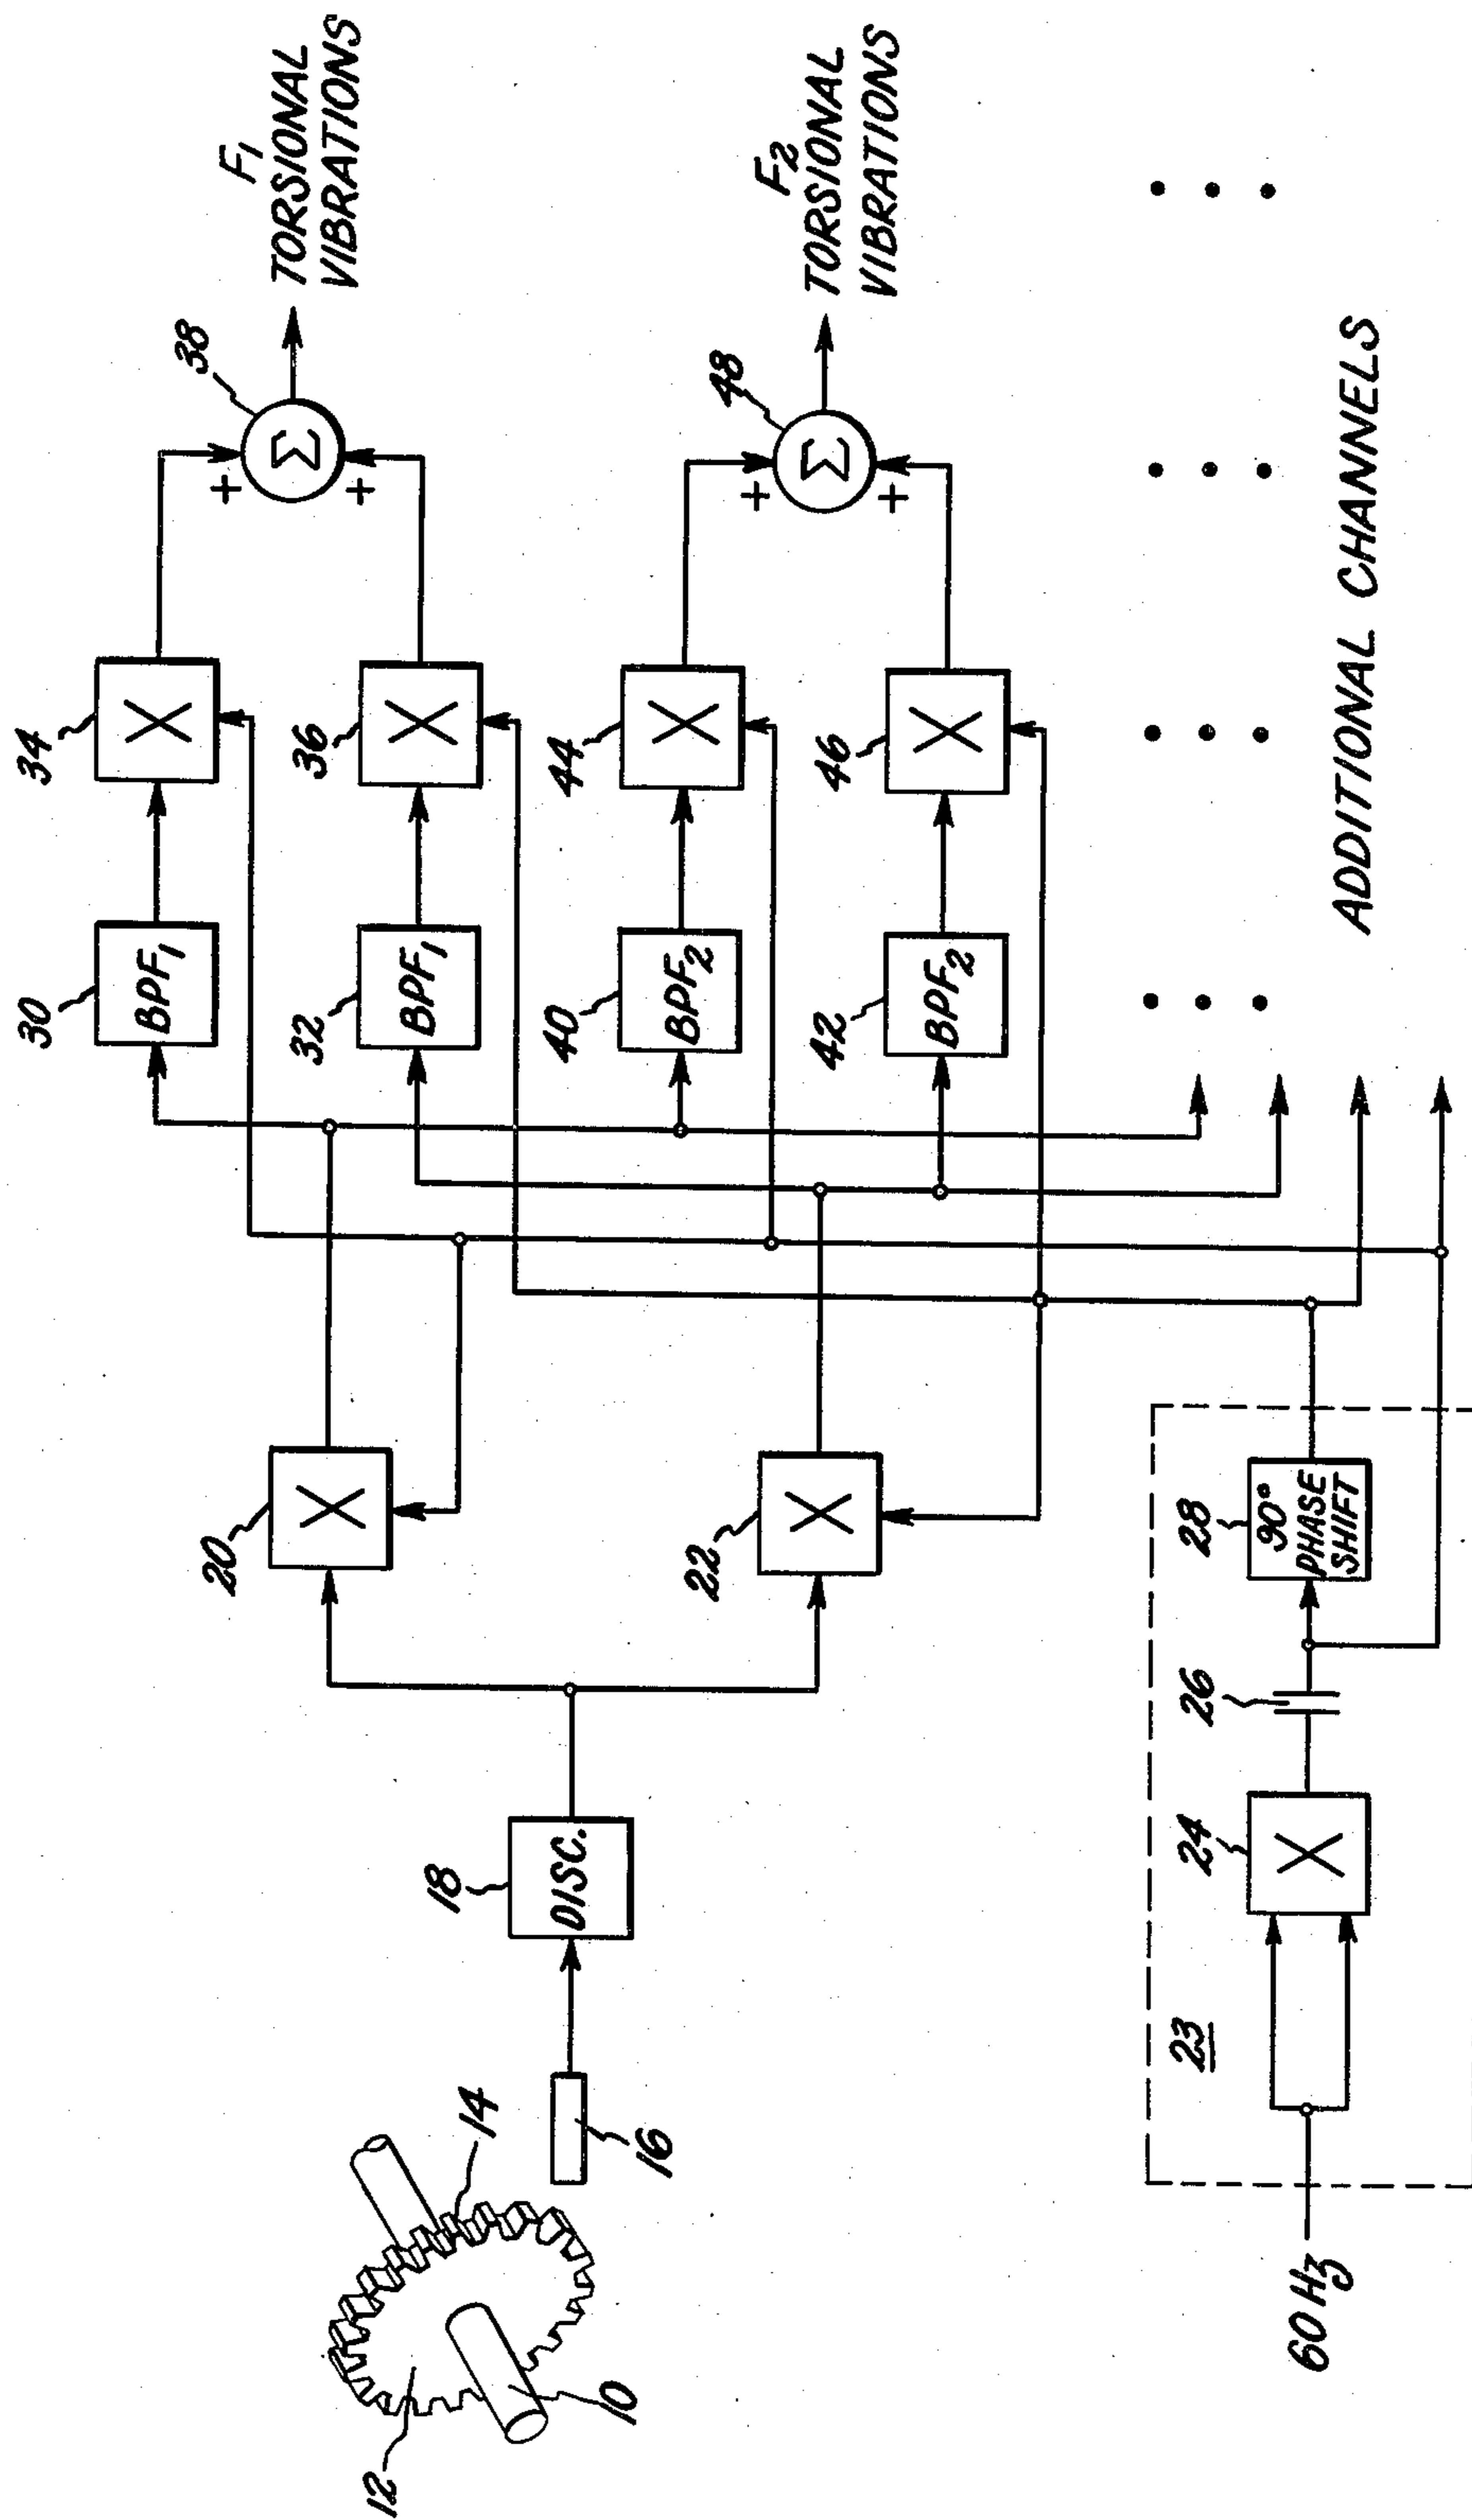 F1
TORSIONAL
VIBRATIONS
F2
TORSIONAL
VIBRATIONS
38
Σ
+
+
48
Σ
+
+
34
X
36
X
44
X
46
X
30
BPF1
32
BPF1
40
BPF2
42
BPF2
ADDITIONAL CHANNELS
20
X
22
X
18
DISC.
16
14
12
10
23
24
X
26
28
90°
PHASE
SHIFT
60 Hz